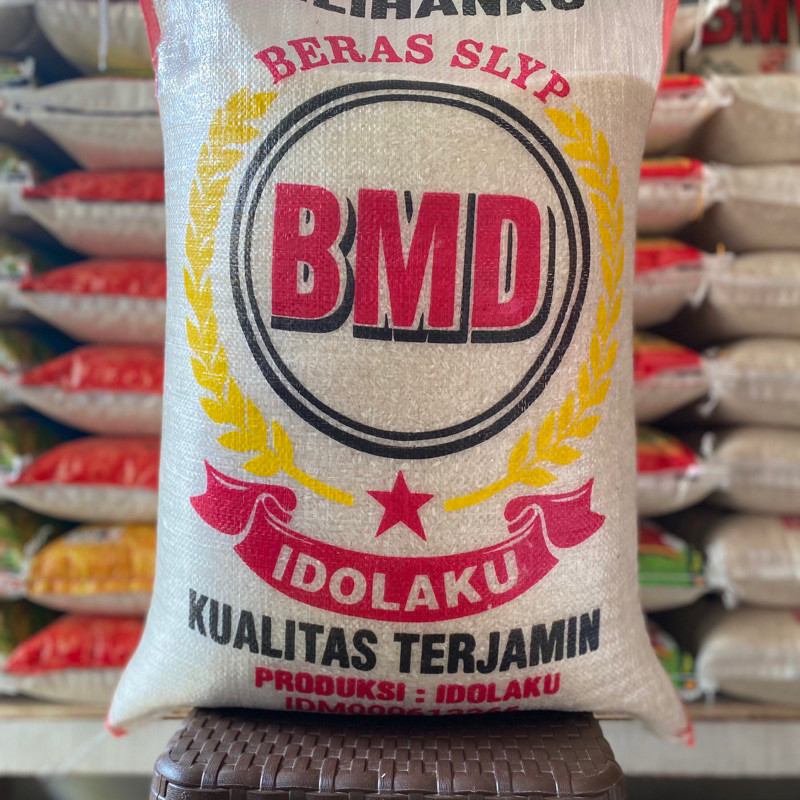 BERAS SLYP
BMD
IDOLAKU
KUALITAS TERJAMIN
PRODUKSI : IDOLAKU